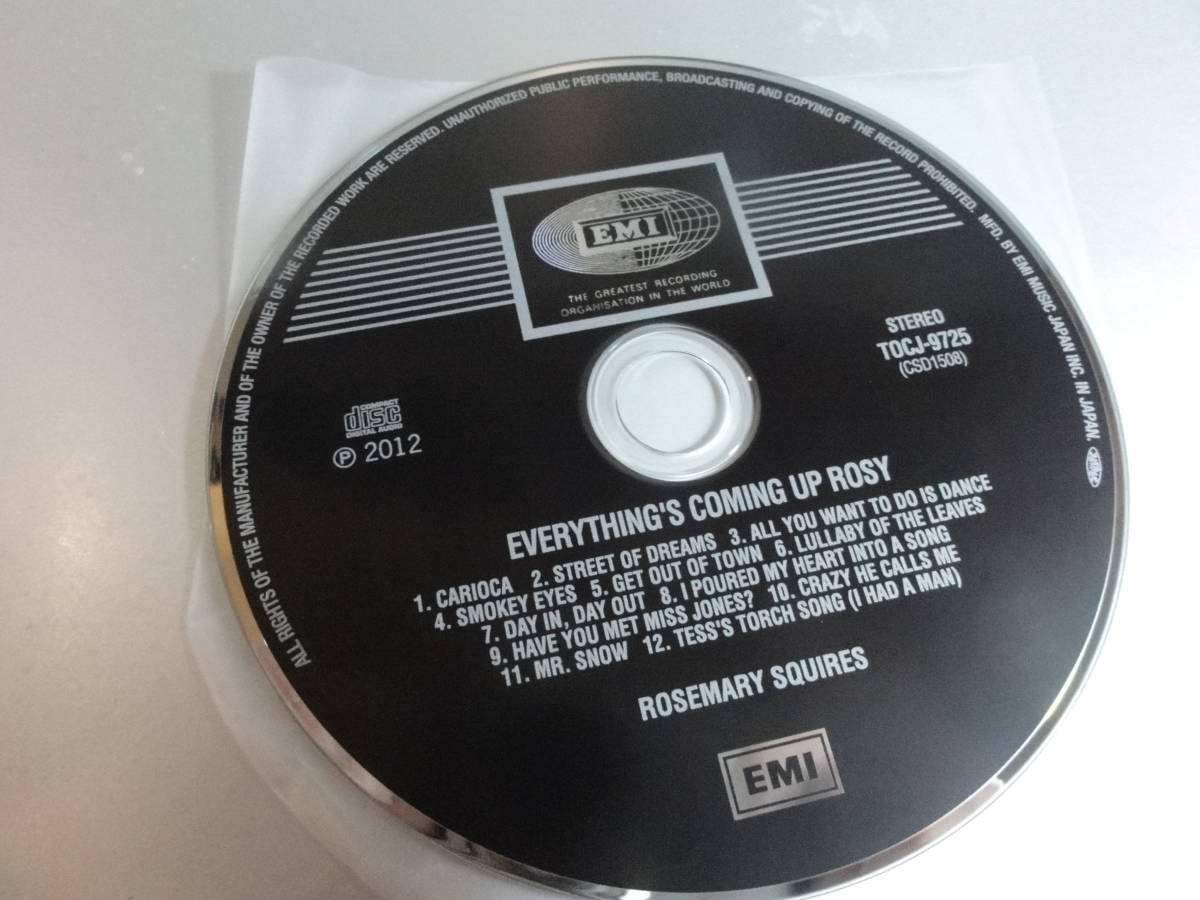 ALL RIGHTS OF THE MANUFACTURER AND OF THE OWNER OF THE RECORDED WORK ARE RESERVED. UNAUTHORIZED PUBLIC PERFORMANCE, BROADCASTING AND COPYING OF THE RECORD PROHIBITED. MFD. BY EMI MUSIC JAPAN INC. IN JAPAN.
EMI
THE GREATEST RECORDING
ORGANISATION IN THE WORLD
STEREO
TOCJ-9725
(CSD1508)
COMPACT
disc
DIGITAL AUDIO
℗ 2012
EVERYTHING'S COMING UP ROSY
1. CARIOCA 2. STREET OF DREAMS 3. ALL YOU WANT TO DO IS DANCE
4. SMOKEY EYES 5. GET OUT OF TOWN 6. LULLABY OF THE LEAVES
7. DAY IN, DAY OUT 8. I POURED MY HEART INTO A SONG
9. HAVE YOU MET MISS JONES? 10. CRAZY HE CALLS ME
11. MR. SNOW 12. TESS'S TORCH SONG (I HAD A MAN)
ROSEMARY SQUIRES
EMI